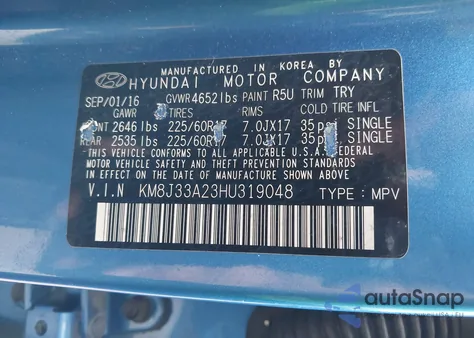 MANUFACTURED IN KOREA BY
HYUNDAI MOTOR COMPANY
SEP/01/16 GVWR4652lbs PAINT R5U TRIM TRY
GAWR TIRES RIMS COLD TIRE INFL
2646 lbs 225/60R17 7.0JX17 35psi SINGLE
REAR 2535 lbs 225/60R17 7.0JX17 35psi SINGLE
THIS VEHICLE CONFORMS TO ALL APPLICABLE U.S.A. FEDERAL
MOTOR VEHICLE SAFETY, BUMPER, AND THEFT PREVENTION
STANDARDS IN EFFECT ON THE DATE OF MANUFACTURE SHOWN ABOVE.
V.I.N KM8J33A23HU319048 TYPE : MPV
autoSnap